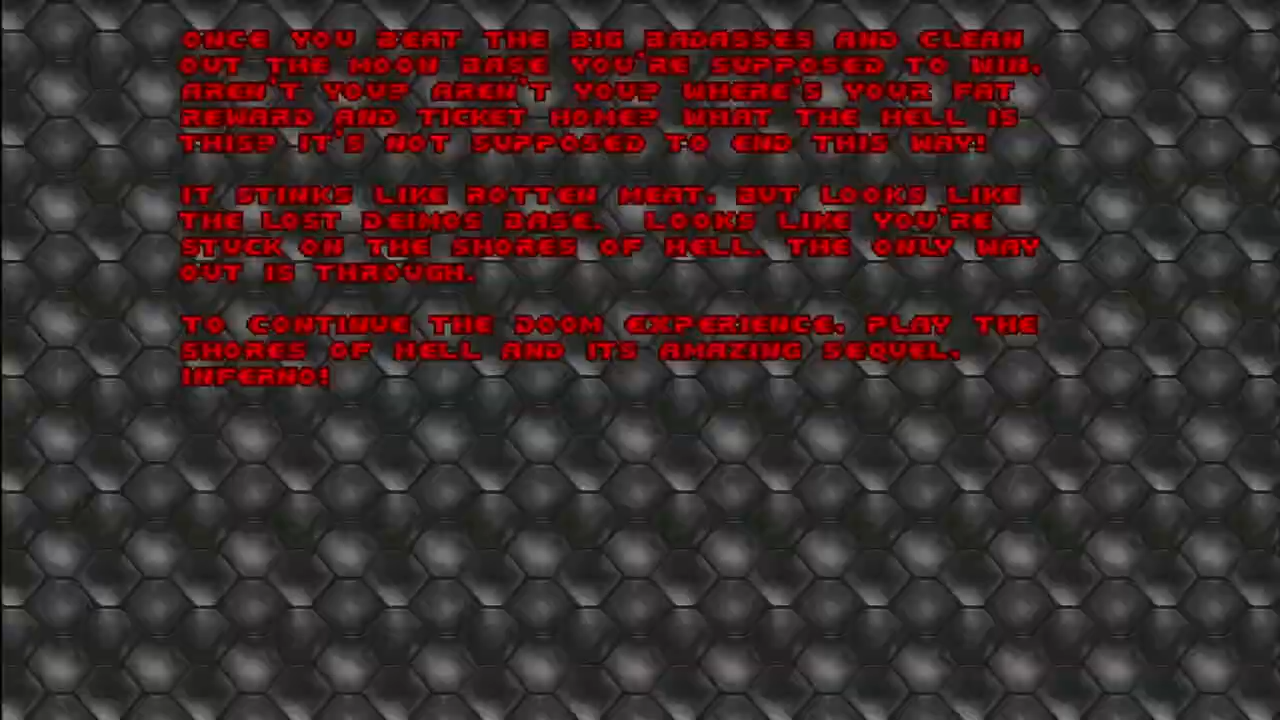 ONCE YOU BEAT THE BIG BADASSES AND CLEAN
OUT THE MOON BASE YOU'RE SUPPOSED TO WIN,
AREN'T YOU? AREN'T YOU? WHERE'S YOUR FAT
REWARD AND TICKET HOME? WHAT THE HELL IS
THIS? IT'S NOT SUPPOSED TO END THIS WAY!
IT STINKS LIKE ROTTEN MEAT, BUT LOOKS LIKE
THE LOST DEIMOS BASE. LOOKS LIKE YOU'RE
STUCK ON THE SHORES OF HELL. THE ONLY WAY
OUT IS THROUGH.
TO CONTINUE THE DOOM EXPERIENCE, PLAY THE
SHORES OF HELL AND ITS AMAZING SEQUEL,
INFERNO!